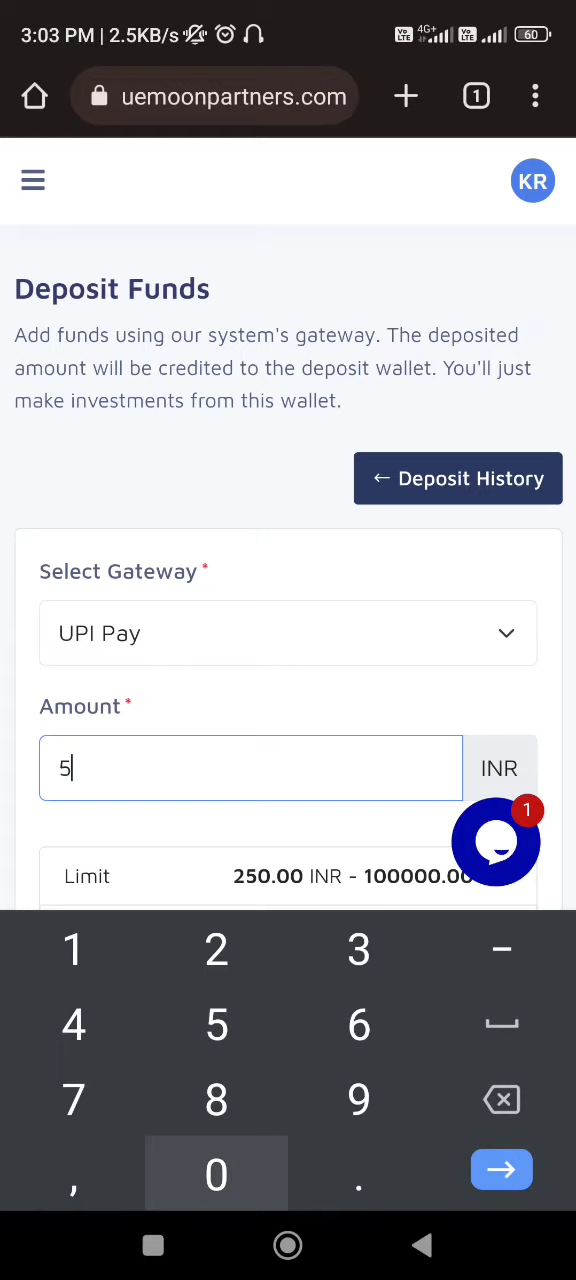 3:03 PM | 2.5KB/s 4G+ 60
uemoonpartners.com 1
KR
Deposit Funds
Add funds using our system's gateway. The deposited
amount will be credited to the deposit wallet. You'll just
make investments from this wallet.
← Deposit History
Select Gateway *
UPI Pay
Amount *
5 INR
1
Limit 250.00 INR - 100000.00
1 2 3 -
4 5 6
7 8 9
, 0 .